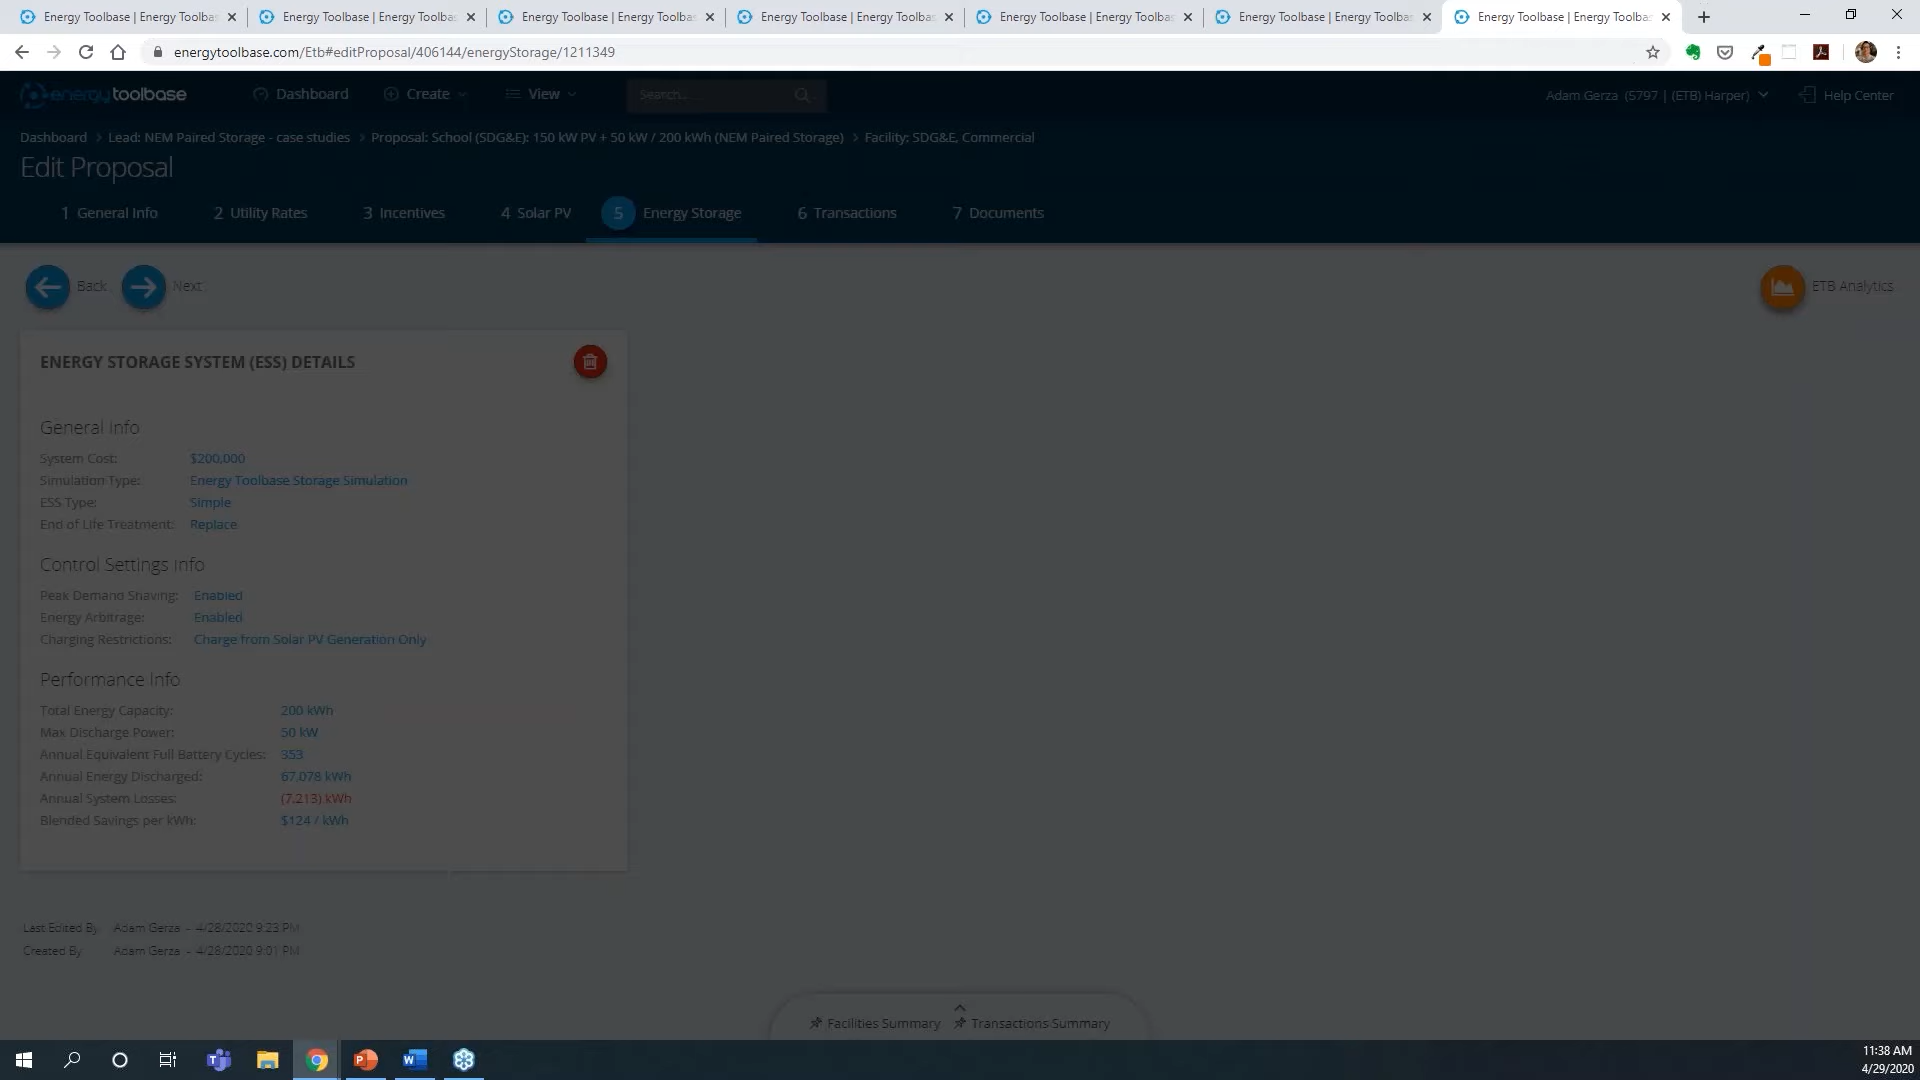 Energy Toolbase | Energy Toolbas
Energy Toolbase | Energy Toolbas
Energy Toolbase | Energy Toolbas
Energy Toolbase | Energy Toolbas
Energy Toolbase | Energy Toolbas
Energy Toolbase | Energy Toolbas
Energy Toolbase | Energy Toolbas
energytoolbase.com/Etb#editProposal/406144/energyStorage/1211349
energytoolbase
Dashboard
Create
View
Search...
Adam Gerza (5797 | (ETB) Harper)
Help Center
Dashboard > Lead: NEM Paired Storage - case studies > Proposal: School (SDG&E): 150 kW PV + 50 kW / 200 kWh (NEM Paired Storage) > Facility: SDG&E, Commercial
Edit Proposal
1 General Info
2 Utility Rates
3 Incentives
4 Solar PV
5 Energy Storage
6 Transactions
7 Documents
Back
Next
ETB Analytics
ENERGY STORAGE SYSTEM (ESS) DETAILS
General Info
System Cost: $200,000
Simulation Type: Energy Toolbase Storage Simulation
ESS Type: Simple
End of Life Treatment: Replace
Control Settings Info
Peak Demand Shaving: Enabled
Energy Arbitrage: Enabled
Charging Restrictions: Charge from Solar PV Generation Only
Performance Info
Total Energy Capacity: 200 kWh
Max Discharge Power: 50 kW
Annual Equivalent Full Battery Cycles: 353
Annual Energy Discharged: 67,078 kWh
Annual System Losses: (7,213) kWh
Blended Savings per kWh: $124 / kWh
Last Edited By Adam Gerza - 4/28/2020 9:23 PM
Created By Adam Gerza - 4/28/2020 9:01 PM
Facilities Summary
Transactions Summary
11:38 AM
4/29/2020